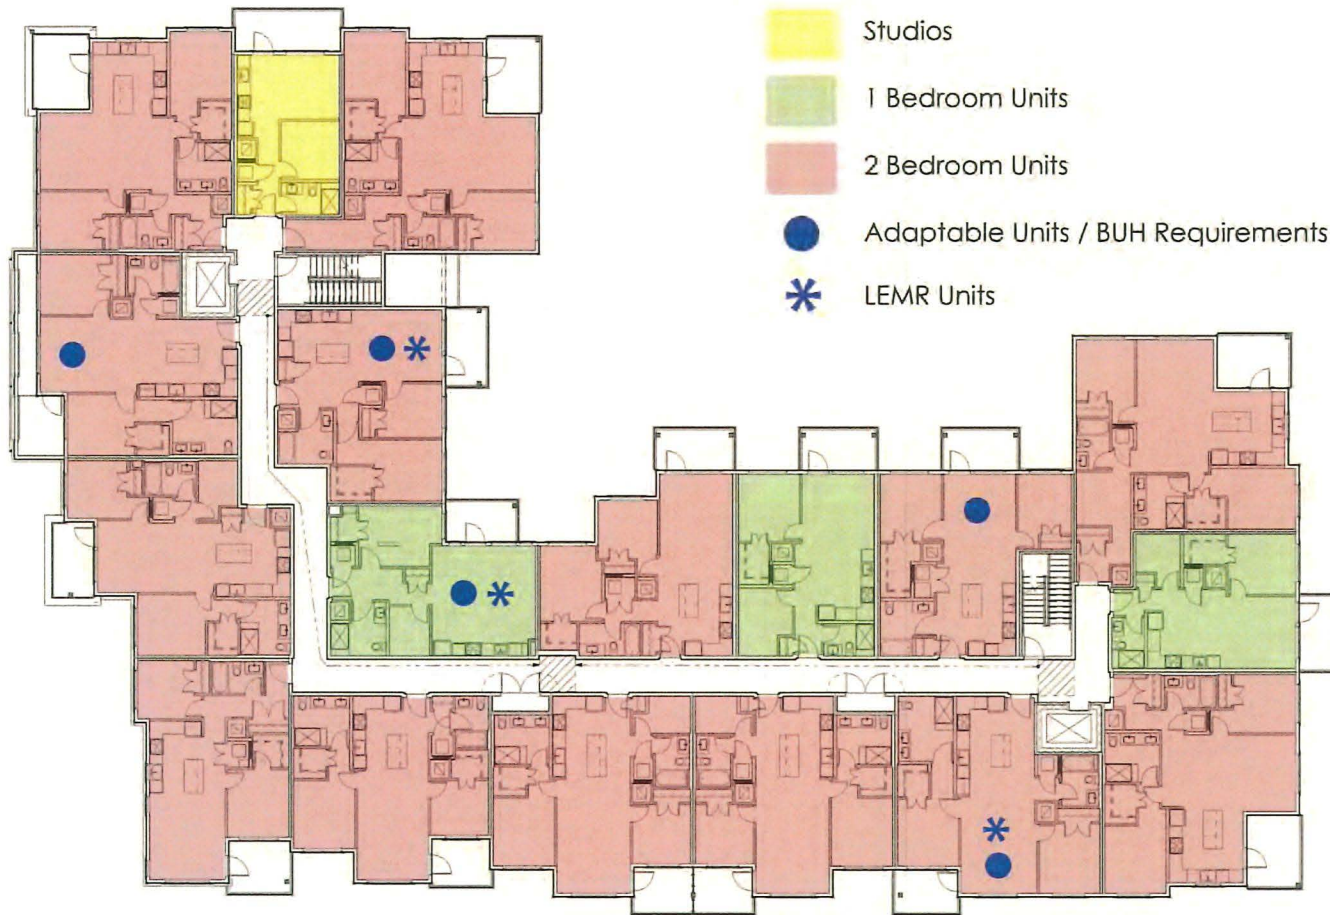 Studios
1 Bedroom Units
2 Bedroom Units
Adaptable Units / BUH Requirements
LEMR Units